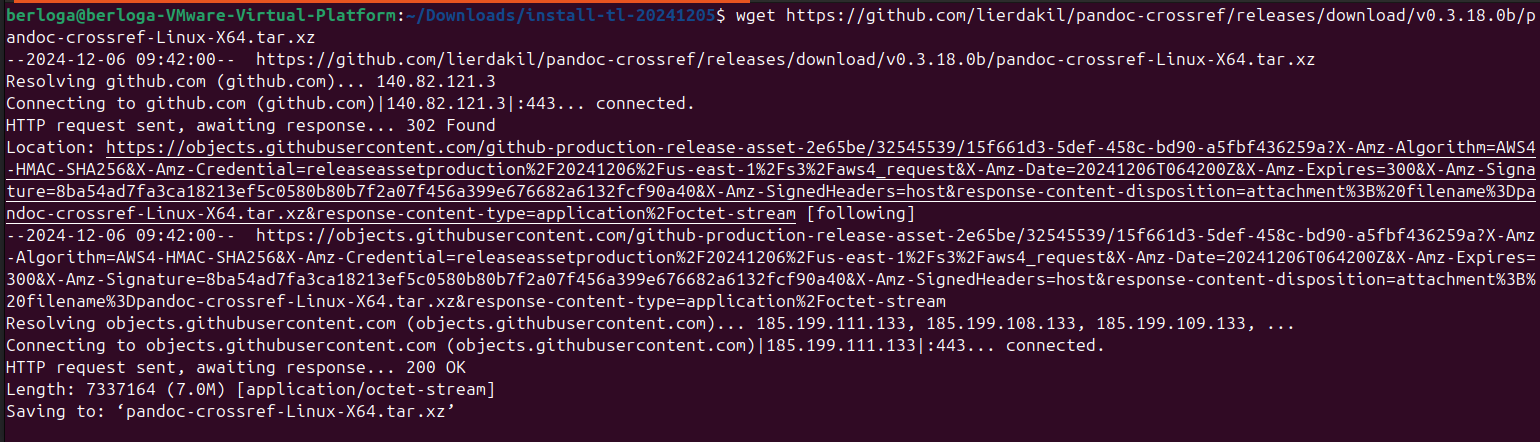 berloga@berloga-VMware-Virtual-Platform:~/Downloads/install-tl-20241205$ wget https://github.com/lierdakil/pandoc-crossref/releases/download/v0.3.18.0b/p
andoc-crossref-Linux-X64.tar.xz
--2024-12-06 09:42:00--  https://github.com/lierdakil/pandoc-crossref/releases/download/v0.3.18.0b/pandoc-crossref-Linux-X64.tar.xz
Resolving github.com (github.com)... 140.82.121.3
Connecting to github.com (github.com)|140.82.121.3|:443... connected.
HTTP request sent, awaiting response... 302 Found
Location: https://objects.githubusercontent.com/github-production-release-asset-2e65be/32545539/15f661d3-5def-458c-bd90-a5fbf436259a?X-Amz-Algorithm=AWS4
-HMAC-SHA256&X-Amz-Credential=releaseassetproduction%2F20241206%2Fus-east-1%2Fs3%2Faws4_request&X-Amz-Date=20241206T064200Z&X-Amz-Expires=300&X-Amz-Signa
ture=8ba54ad7fa3ca18213ef5c0580b80b7f2a07f456a399e676682a6132fcf90a40&X-Amz-SignedHeaders=host&response-content-disposition=attachment%3B%20filename%3Dpa
ndoc-crossref-Linux-X64.tar.xz&response-content-type=application%2Foctet-stream [following]
--2024-12-06 09:42:00--  https://objects.githubusercontent.com/github-production-release-asset-2e65be/32545539/15f661d3-5def-458c-bd90-a5fbf436259a?X-Amz
-Algorithm=AWS4-HMAC-SHA256&X-Amz-Credential=releaseassetproduction%2F20241206%2Fus-east-1%2Fs3%2Faws4_request&X-Amz-Date=20241206T064200Z&X-Amz-Expires=
300&X-Amz-Signature=8ba54ad7fa3ca18213ef5c0580b80b7f2a07f456a399e676682a6132fcf90a40&X-Amz-SignedHeaders=host&response-content-disposition=attachment%3B%
20filename%3Dpandoc-crossref-Linux-X64.tar.xz&response-content-type=application%2Foctet-stream
Resolving objects.githubusercontent.com (objects.githubusercontent.com)... 185.199.111.133, 185.199.108.133, 185.199.109.133, ...
Connecting to objects.githubusercontent.com (objects.githubusercontent.com)|185.199.111.133|:443... connected.
HTTP request sent, awaiting response... 200 OK
Length: 7337164 (7.0M) [application/octet-stream]
Saving to: ‘pandoc-crossref-Linux-X64.tar.xz’